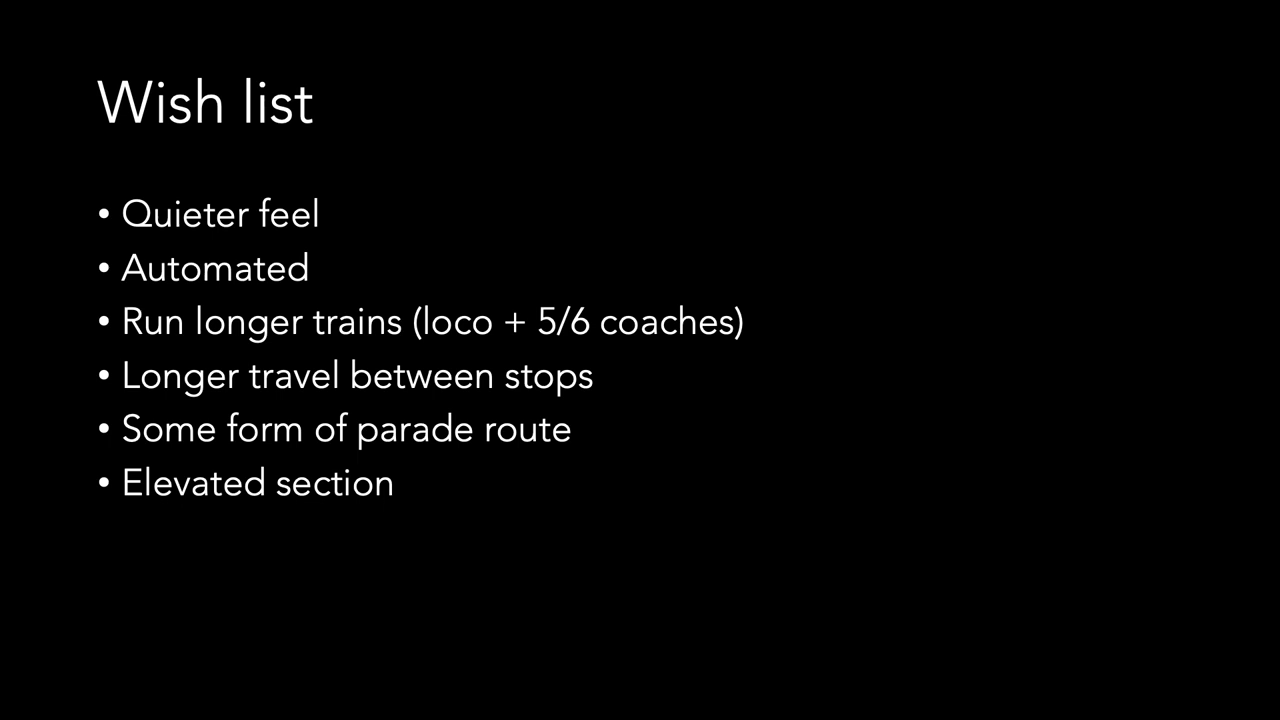 Wish list
• Quieter feel
• Automated
• Run longer trains (loco + 5/6 coaches)
• Longer travel between stops
• Some form of parade route
• Elevated section